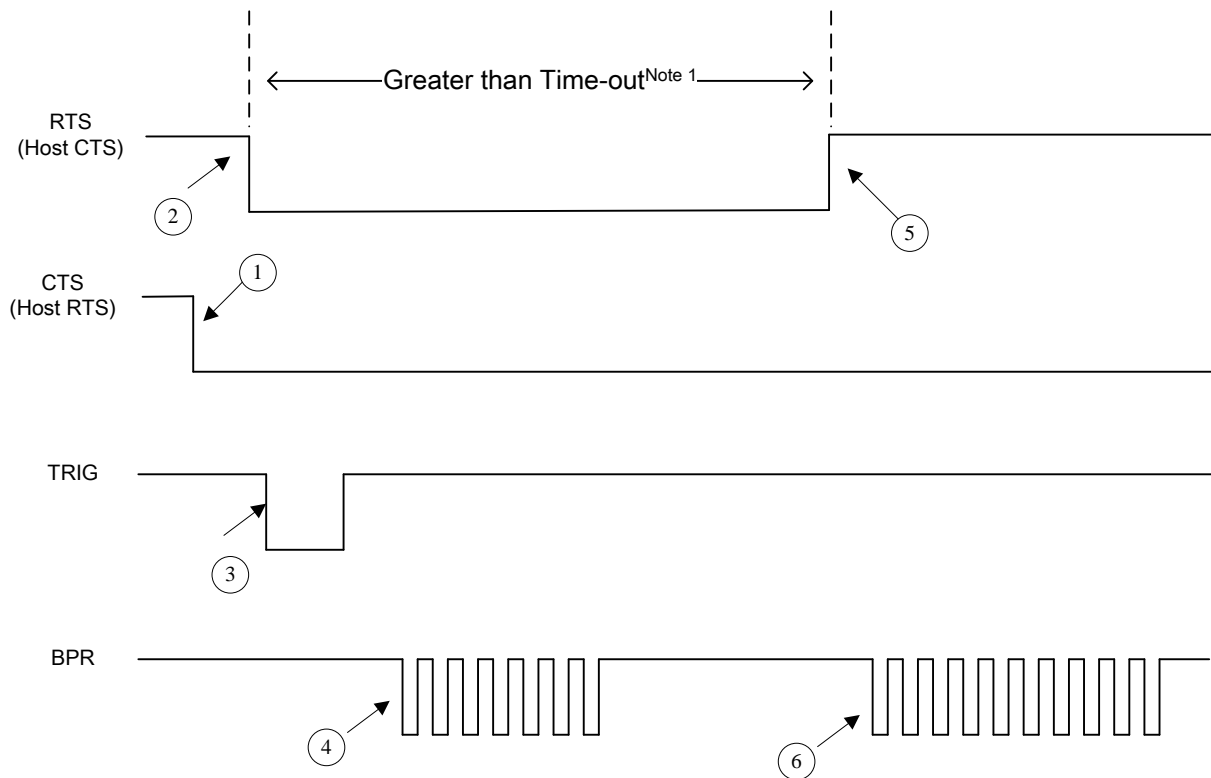 Greater than Time-out Note 1
RTS
(Host CTS)
2
5
1
CTS
(Host RTS)
TRIG
3
BPR
4
6